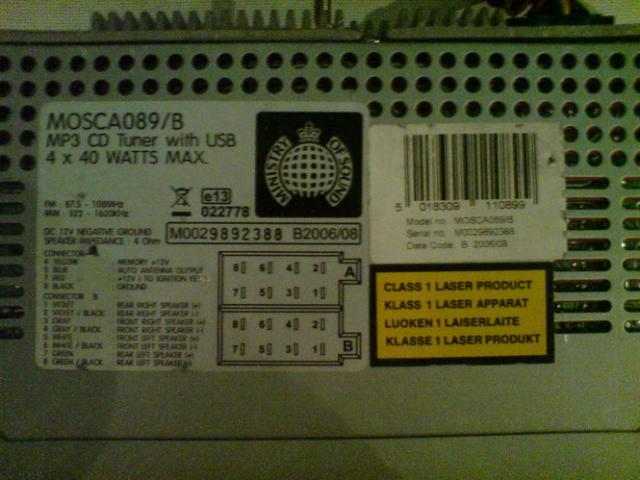 MOSCA089/B
MP3 CD Tuner with USB
4 x 40 WATTS MAX.
FM : 87.5 - 108MHz
MW : 522 - 1620KHz
e13
022778
MINISTRY OF SOUND
DC 12V NEGATIVE GROUND
SPEAKER IMPEDANCE : 4 Ohm
M0029892388 B2006/08
CONNECTOR
4 YELLOW : MEMORY +12V
5 BLUE : AUTO ANTENNA OUTPUT
7 RED : +12V ( TO IGNITION KEY
8 BLACK : GROUND
CONNECTOR B
1 VIOLET : REAR RIGHT SPEAKER (+)
2 VIOLET / BLACK : REAR RIGHT SPEAKER (-)
3 GRAY : FRONT RIGHT SPEAKER (+)
4 GRAY / BLACK : FRONT RIGHT SPEAKER (-)
5 WHITE : FRONT LEFT SPEAKER (+)
6 WHITE / BLACK : FRONT LEFT SPEAKER (-)
7 GREEN : REAR LEFT SPEAKER (+)
8 GREEN / BLACK : REAR LEFT SPEAKER (-)
8 6 4 2
A
7 5 3 1
8 6 4 2
7 5 3 1
B
5 018309 110899
Model no. MOSCA089/B
Serial no. M0029892388
Date Code. B 2006/08
CLASS 1 LASER PRODUCT
KLASS 1 LASER APPARAT
LUOKEN 1 LAISERLAITE
KLASSE 1 LASER PRODUKT